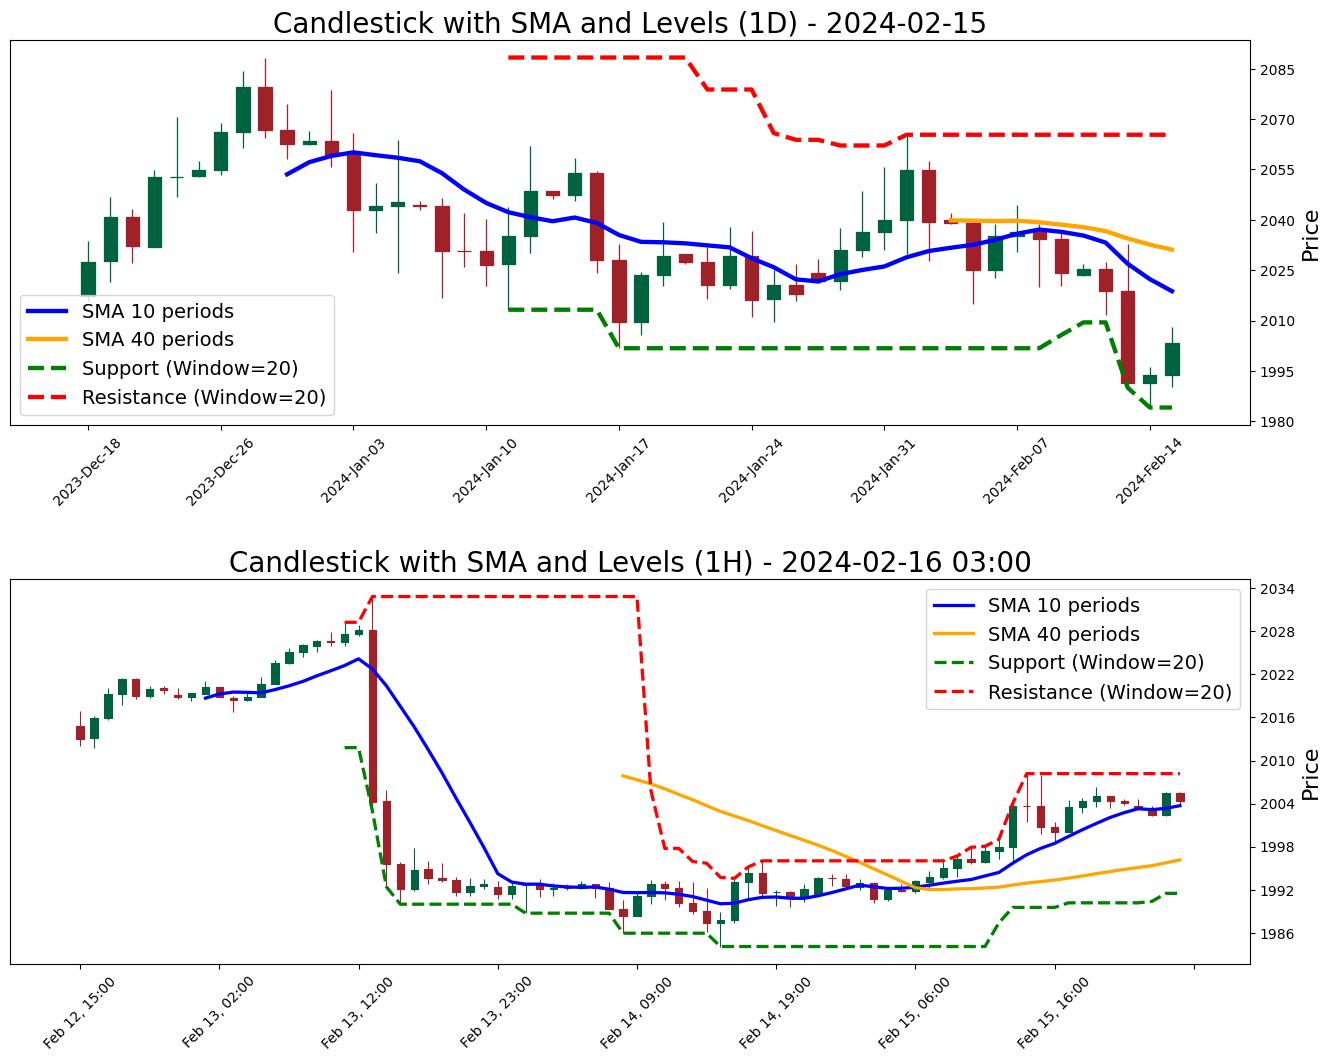 Candlestick with SMA and Levels (1D) - 2024-02-15
2085
2070
2055
2040
2025
2010
1995
1980
Price
SMA 10 periods
SMA 40 periods
Support (Window=20)
Resistance (Window=20)
2023-Dec-18
2023-Dec-26
2024-Jan-03
2024-Jan-10
2024-Jan-17
2024-Jan-24
2024-Jan-31
2024-Feb-07
2024-Feb-14
Candlestick with SMA and Levels (1H) - 2024-02-16 03:00
SMA 10 periods
SMA 40 periods
Support (Window=20)
Resistance (Window=20)
2034
2028
2022
2016
2010
2004
1998
1992
1986
Price
Feb 12, 15:00
Feb 13, 02:00
Feb 13, 12:00
Feb 13, 23:00
Feb 14, 09:00
Feb 14, 19:00
Feb 15, 06:00
Feb 15, 16:00